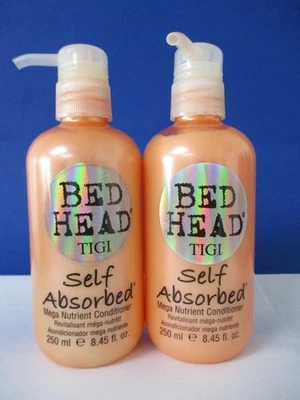 BED
HEAD®
TIGI
Self
Absorbed®
Mega Nutrient Conditioner
Revitalisant méga-nutritif
Acondicionador mega nutriente
250 ml e 8.45 fl. oz.
BED
HEAD®
TIGI
Self
Absorbed®
Mega Nutrient Conditioner
Revitalisant méga-nutritif
Acondicionador mega nutriente
250 ml e 8.45 fl. oz.